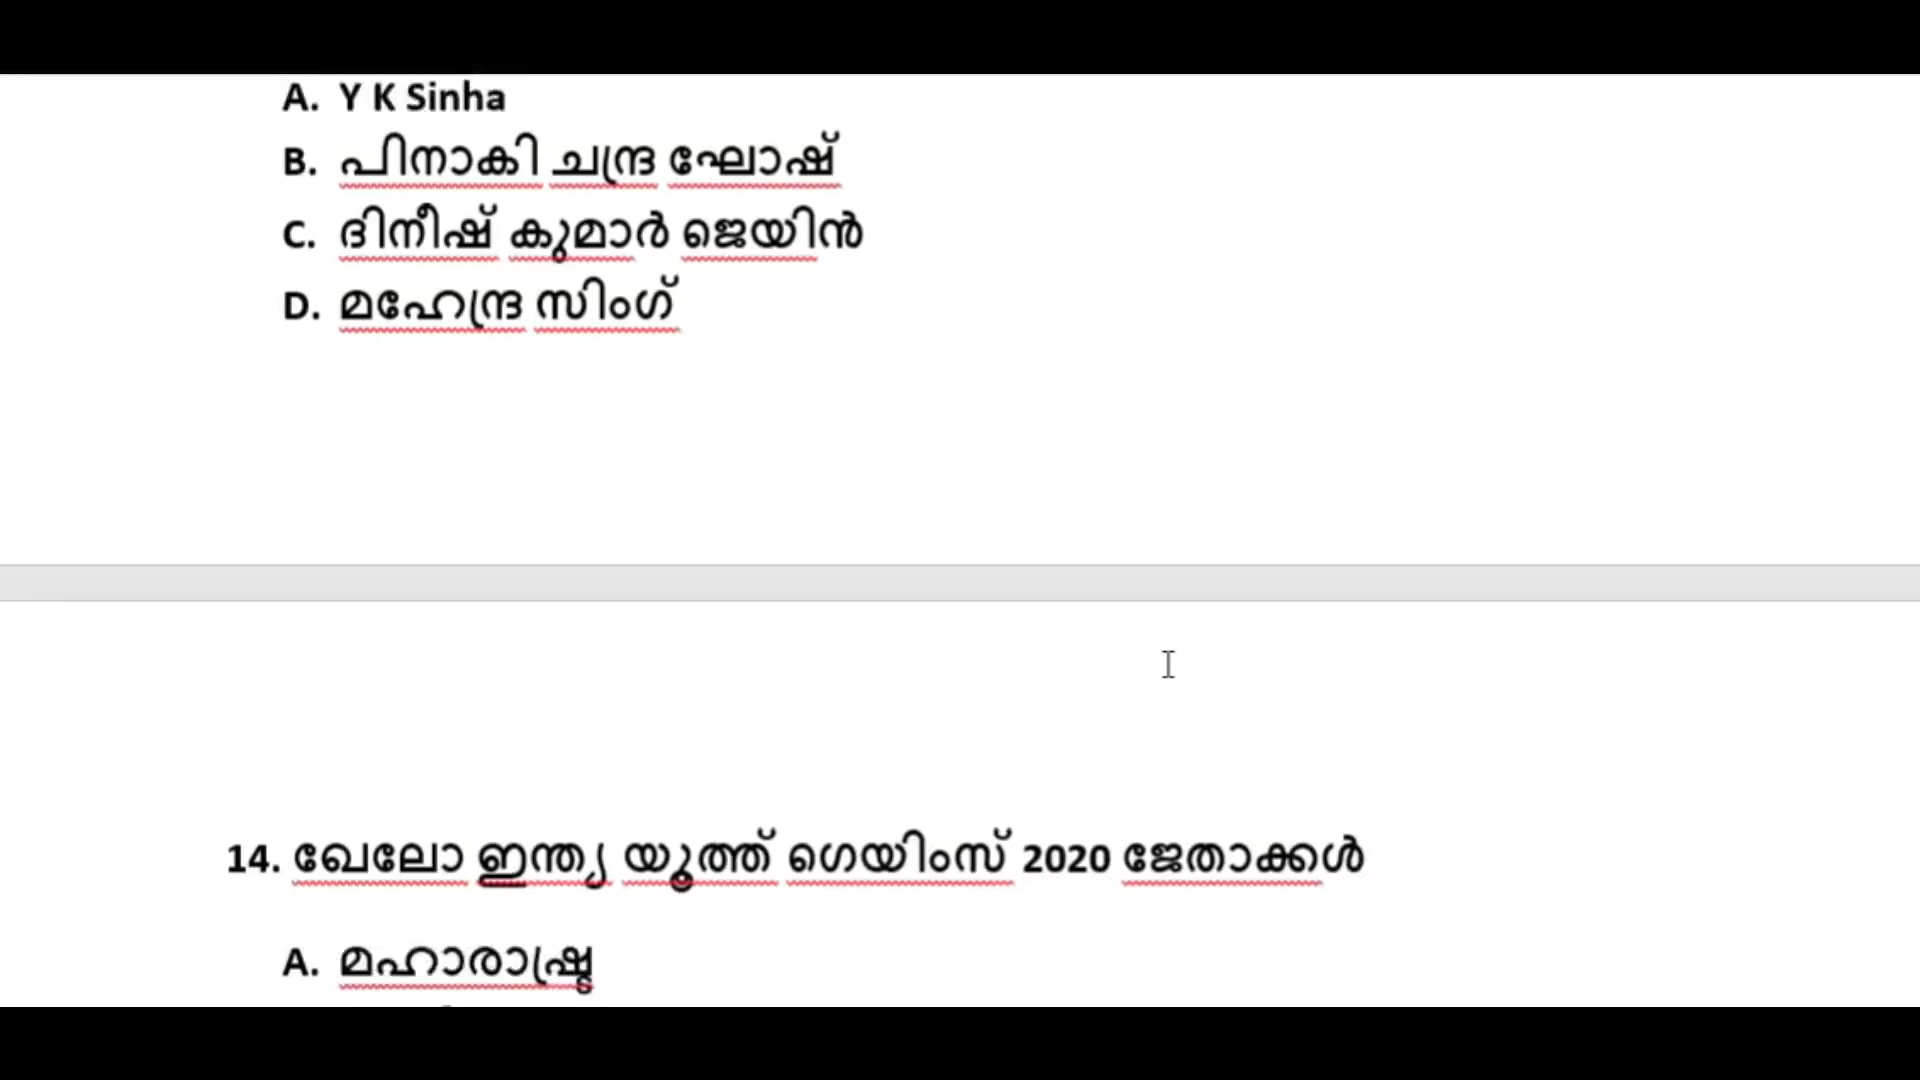 A. Y K Sinha
B. പിനാകി ചന്ദ്ര ഘോഷ്
C. ദിനീഷ് കുമാർ ജെയിൻ
D. മഹേന്ദ്ര സിംഗ്
14. ഖേലോ ഇന്ത്യ യൂത്ത് ഗെയിംസ് 2020 ജേതാക്കൾ
A. മഹാരാഷ്ട്ര